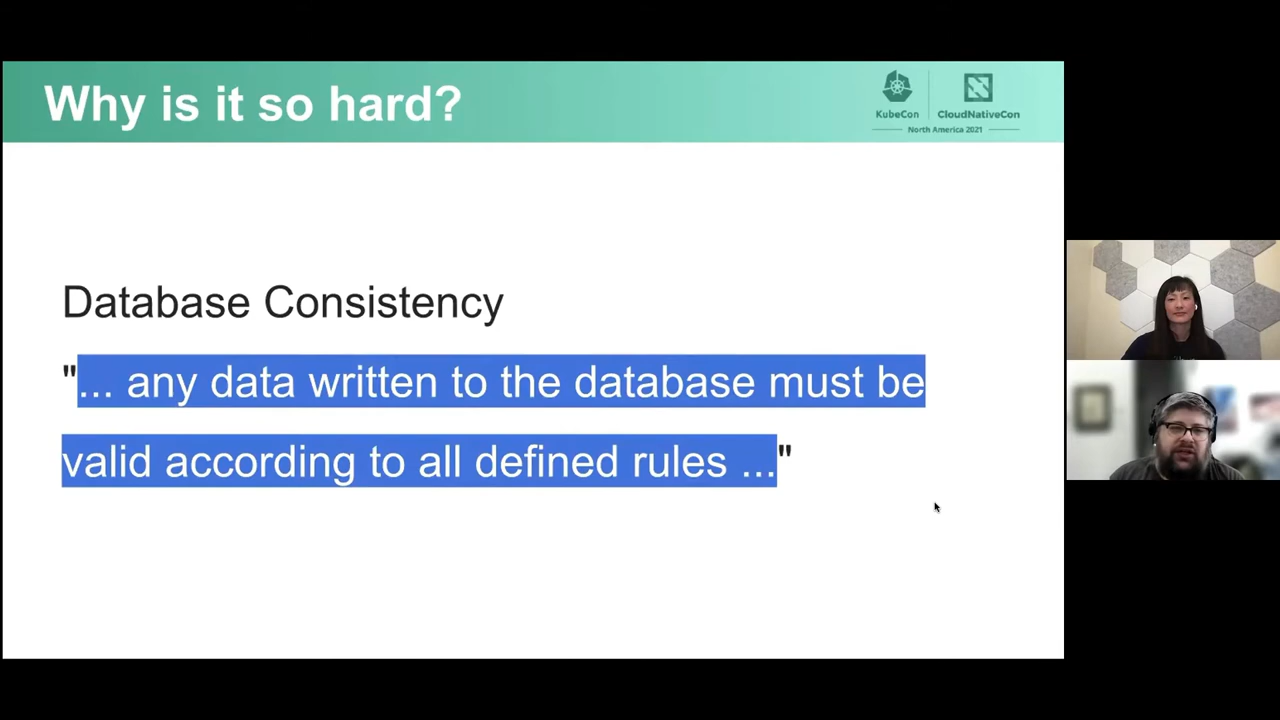 Why is it so hard?
KubeCon
CloudNativeCon
North America 2021
Database Consistency
"... any data written to the database must be
valid according to all defined rules ..."